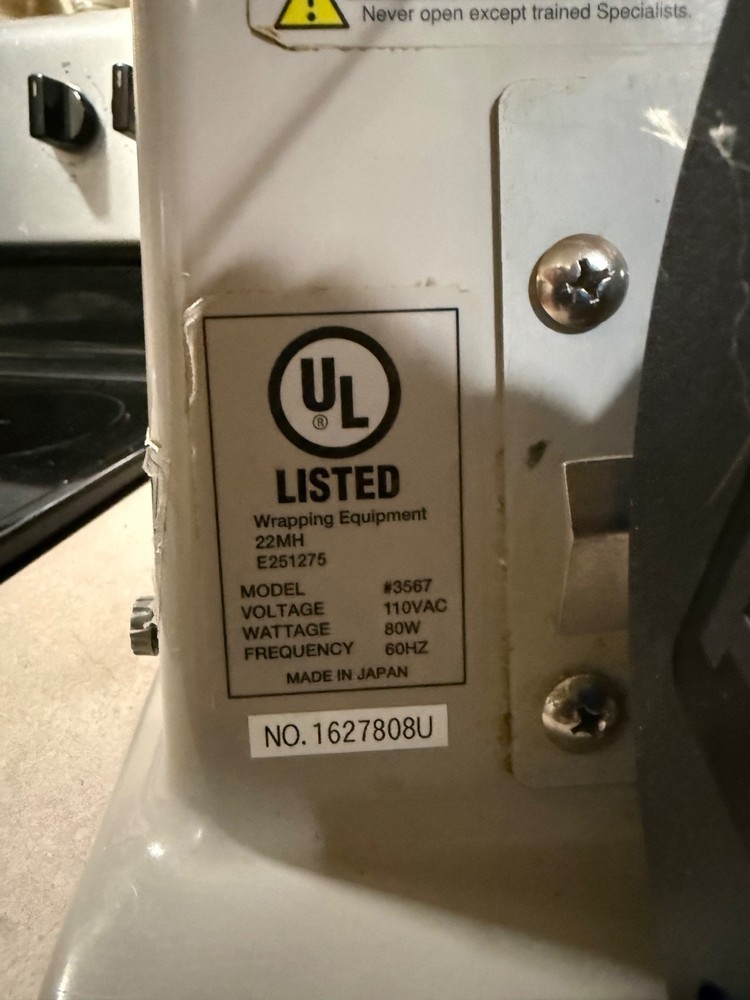 Never open except trained Specialists.
UL
®
LISTED
Wrapping Equipment
22MH
E251275
MODEL #3567
VOLTAGE 110VAC
WATTAGE 80W
FREQUENCY 60HZ
MADE IN JAPAN
NO. 1627808U